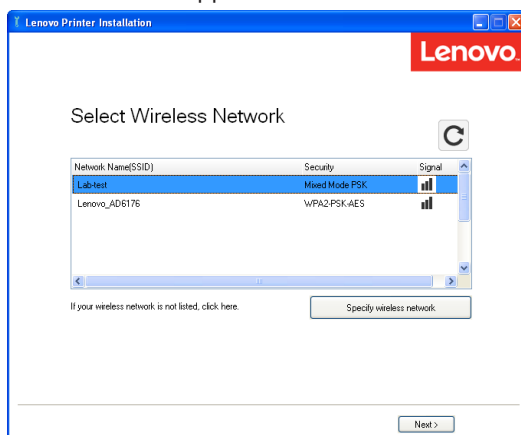 Lenovo Printer Installation
Lenovo.
Select Wireless Network
Network Name(SSID) Security Signal
Lab-test Mixed Mode PSK
Lenovo_AD6176 WPA2-PSK-AES
If your wireless network is not listed, click here. Specify wireless network
Next >